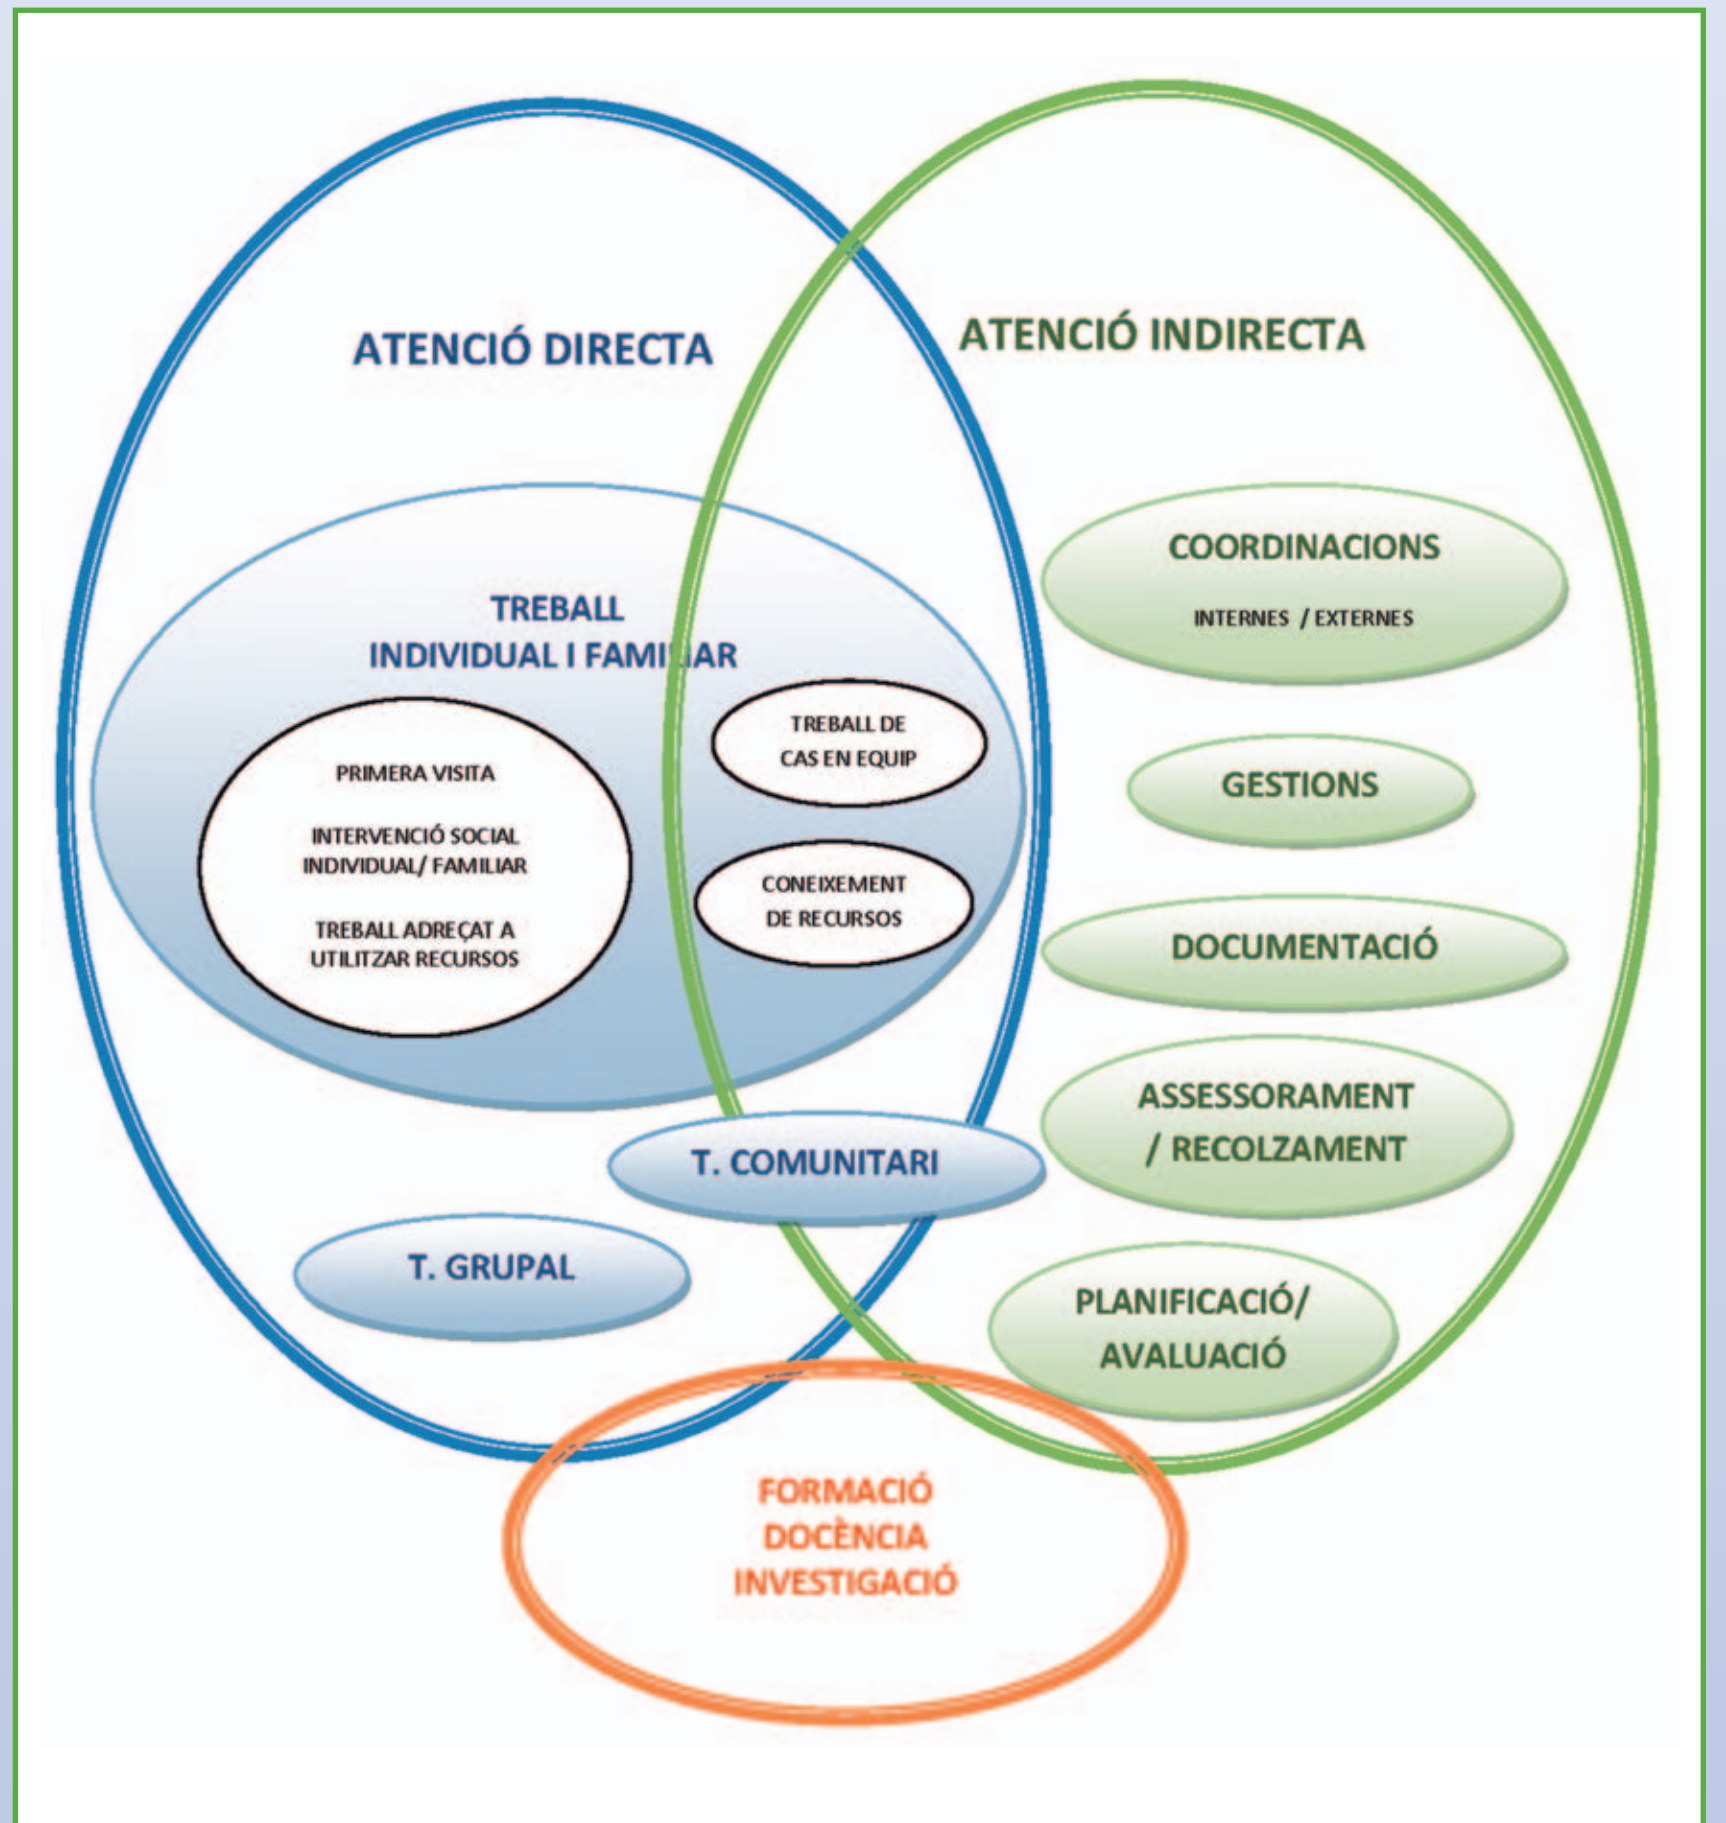 ATENCIÓ DIRECTA
ATENCIÓ INDIRECTA
TREBALL
INDIVIDUAL I FAMILIAR
PRIMERA VISITA
INTERVENCIÓ SOCIAL
INDIVIDUAL/ FAMILIAR
TREBALL ADREÇAT A
UTILITZAR RECURSOS
TREBALL DE
CAS EN EQUIP
CONEIXEMENT
DE RECURSOS
T. COMUNITARI
T. GRUPAL
COORDINACIONS
INTERNES / EXTERNES
GESTIONS
DOCUMENTACIÓ
ASSESSORAMENT
/ RECOLZAMENT
PLANIFICACIÓ/
AVALUACIÓ
FORMACIÓ
DOCÈNCIA
INVESTIGACIÓ